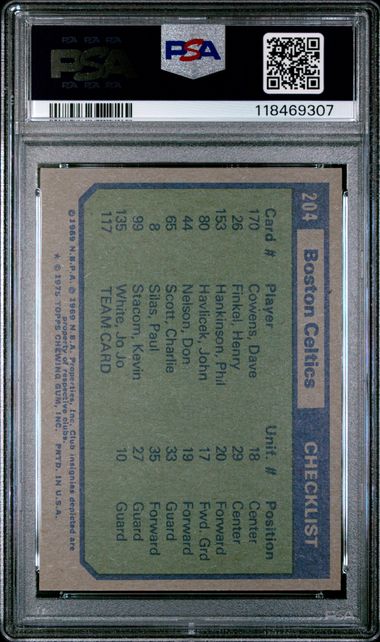 PSA
PSA
118469307
204 Boston Celtics CHECKLIST
Card # Player Unif. # Position
170 Cowens, Dave 18 Center
26 Finkel, Henry 29 Center
153 Hankinson, Phil 20 Forward
80 Havlicek, John 17 Fwd, Grd
44 Nelson, Don 19 Forward
65 Scott, Charlie 33 Guard
8 Silas, Paul 35 Forward
99 Stacom, Kevin 27 Guard
135 White, Jo Jo 10 Guard
117 TEAM CARD
©1969 N.B.P.A. © 1969 N.B.A. Properties, Inc. Club insignias depicted are
property of respective clubs.
★ © 1975 TOPPS CHEWING GUM, INC. PRTD. IN U.S.A.